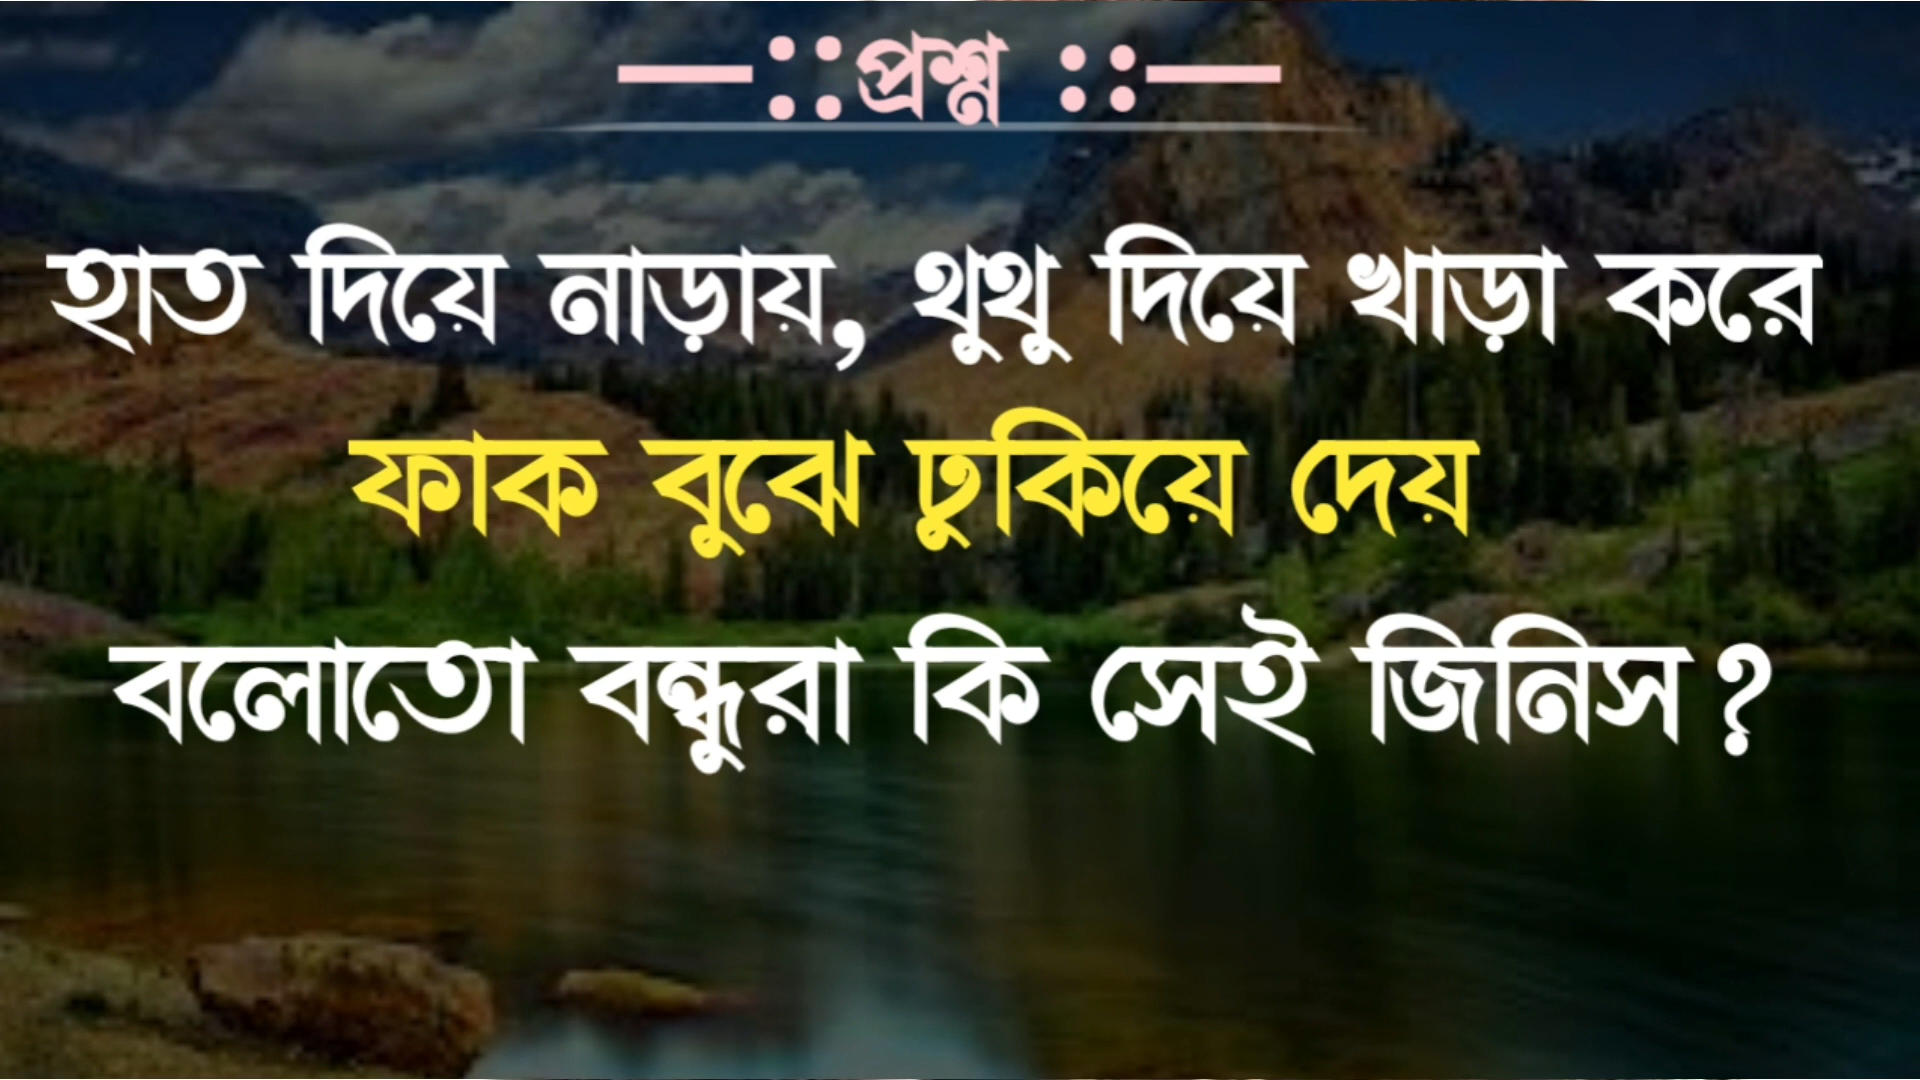 —::প্রশ্ন ::—
হাত দিয়ে নাড়ায়, থুথু দিয়ে খাড়া করে
ফাক বুঝে ঢুকিয়ে দেয়
বলোতো বন্ধুরা কি সেই জিনিস?